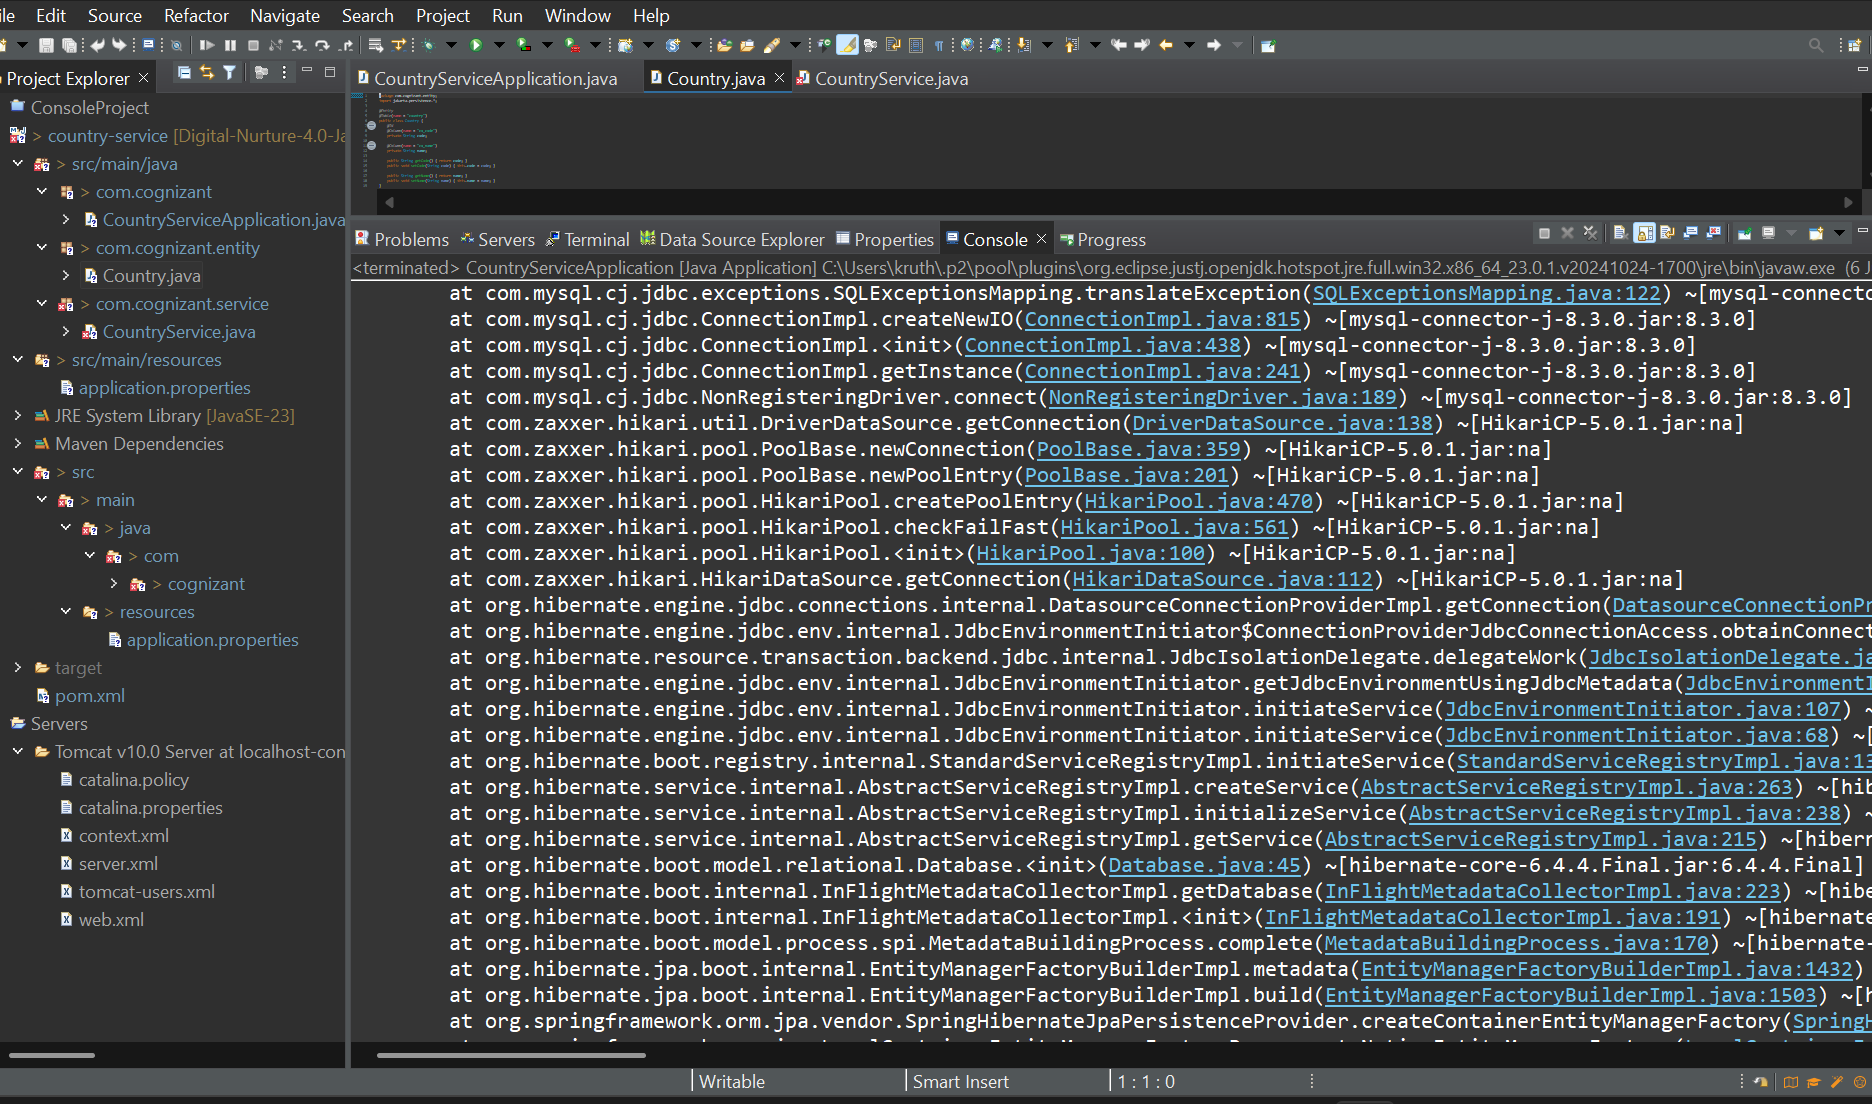 ile Edit Source Refactor Navigate Search Project Run Window Help
Project Explorer
CountryServiceApplication.java Country.java CountryService.java
ConsoleProject
> country-service [Digital-Nurture-4.0-Ja
> src/main/java
> com.cognizant
CountryServiceApplication.java
> com.cognizant.entity
Country.java
> com.cognizant.service
CountryService.java
> src/main/resources
application.properties
JRE System Library [JavaSE-23]
Maven Dependencies
> src
> main
> java
> com
> cognizant
> resources
application.properties
target
pom.xml
Servers
Tomcat v10.0 Server at localhost-con
catalina.policy
catalina.properties
context.xml
server.xml
tomcat-users.xml
web.xml
Problems Servers Terminal Data Source Explorer Properties Console Progress
<terminated> CountryServiceApplication [Java Application] C:\Users\kruth\.p2\pool\plugins\org.eclipse.justj.openjdk.hotspot.jre.full.win32.x86_64_23.0.1.v20241024-1700\jre\bin\javaw.exe (6 J
at com.mysql.cj.jdbc.exceptions.SQLExceptionsMapping.translateException(SQLExceptionsMapping.java:122) ~[mysql-connecto
at com.mysql.cj.jdbc.ConnectionImpl.createNewIO(ConnectionImpl.java:815) ~[mysql-connector-j-8.3.0.jar:8.3.0]
at com.mysql.cj.jdbc.ConnectionImpl.<init>(ConnectionImpl.java:438) ~[mysql-connector-j-8.3.0.jar:8.3.0]
at com.mysql.cj.jdbc.ConnectionImpl.getInstance(ConnectionImpl.java:241) ~[mysql-connector-j-8.3.0.jar:8.3.0]
at com.mysql.cj.jdbc.NonRegisteringDriver.connect(NonRegisteringDriver.java:189) ~[mysql-connector-j-8.3.0.jar:8.3.0]
at com.zaxxer.hikari.util.DriverDataSource.getConnection(DriverDataSource.java:138) ~[HikariCP-5.0.1.jar:na]
at com.zaxxer.hikari.pool.PoolBase.newConnection(PoolBase.java:359) ~[HikariCP-5.0.1.jar:na]
at com.zaxxer.hikari.pool.PoolBase.newPoolEntry(PoolBase.java:201) ~[HikariCP-5.0.1.jar:na]
at com.zaxxer.hikari.pool.HikariPool.createPoolEntry(HikariPool.java:470) ~[HikariCP-5.0.1.jar:na]
at com.zaxxer.hikari.pool.HikariPool.checkFailFast(HikariPool.java:561) ~[HikariCP-5.0.1.jar:na]
at com.zaxxer.hikari.pool.HikariPool.<init>(HikariPool.java:100) ~[HikariCP-5.0.1.jar:na]
at com.zaxxer.hikari.HikariDataSource.getConnection(HikariDataSource.java:112) ~[HikariCP-5.0.1.jar:na]
at org.hibernate.engine.jdbc.connections.internal.DatasourceConnectionProviderImpl.getConnection(DatasourceConnectionPr
at org.hibernate.engine.jdbc.env.internal.JdbcEnvironmentInitiator$ConnectionProviderJdbcConnectionAccess.obtainConnect
at org.hibernate.resource.transaction.backend.jdbc.internal.JdbcIsolationDelegate.delegateWork(JdbcIsolationDelegate.ja
at org.hibernate.engine.jdbc.env.internal.JdbcEnvironmentInitiator.getJdbcEnvironmentUsingJdbcMetadata(JdbcEnvironmentI
at org.hibernate.engine.jdbc.env.internal.JdbcEnvironmentInitiator.initiateService(JdbcEnvironmentInitiator.java:107) ~
at org.hibernate.engine.jdbc.env.internal.JdbcEnvironmentInitiator.initiateService(JdbcEnvironmentInitiator.java:68) ~[
at org.hibernate.boot.registry.internal.StandardServiceRegistryImpl.initiateService(StandardServiceRegistryImpl.java:13
at org.hibernate.service.internal.AbstractServiceRegistryImpl.createService(AbstractServiceRegistryImpl.java:263) ~[hib
at org.hibernate.service.internal.AbstractServiceRegistryImpl.initializeService(AbstractServiceRegistryImpl.java:238) ~
at org.hibernate.service.internal.AbstractServiceRegistryImpl.getService(AbstractServiceRegistryImpl.java:215) ~[hibern
at org.hibernate.boot.model.relational.Database.<init>(Database.java:45) ~[hibernate-core-6.4.4.Final.jar:6.4.4.Final]
at org.hibernate.boot.internal.InFlightMetadataCollectorImpl.getDatabase(InFlightMetadataCollectorImpl.java:223) ~[hibe
at org.hibernate.boot.internal.InFlightMetadataCollectorImpl.<init>(InFlightMetadataCollectorImpl.java:191) ~[hibernate
at org.hibernate.boot.model.process.spi.MetadataBuildingProcess.complete(MetadataBuildingProcess.java:170) ~[hibernate-
at org.hibernate.jpa.boot.internal.EntityManagerFactoryBuilderImpl.metadata(EntityManagerFactoryBuilderImpl.java:1432)
at org.hibernate.jpa.boot.internal.EntityManagerFactoryBuilderImpl.build(EntityManagerFactoryBuilderImpl.java:1503) ~[h
at org.springframework.orm.jpa.vendor.SpringHibernateJpaPersistenceProvider.createContainerEntityManagerFactory(SpringH
Writable Smart Insert 1 : 1 : 0